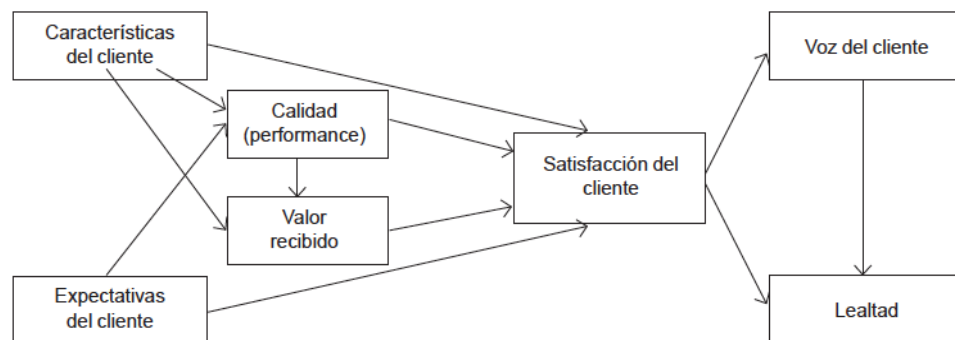 Características
del cliente
Voz del cliente
Calidad
(performance)
Satisfacción del
cliente
Valor
recibido
Expectativas
del cliente
Lealtad